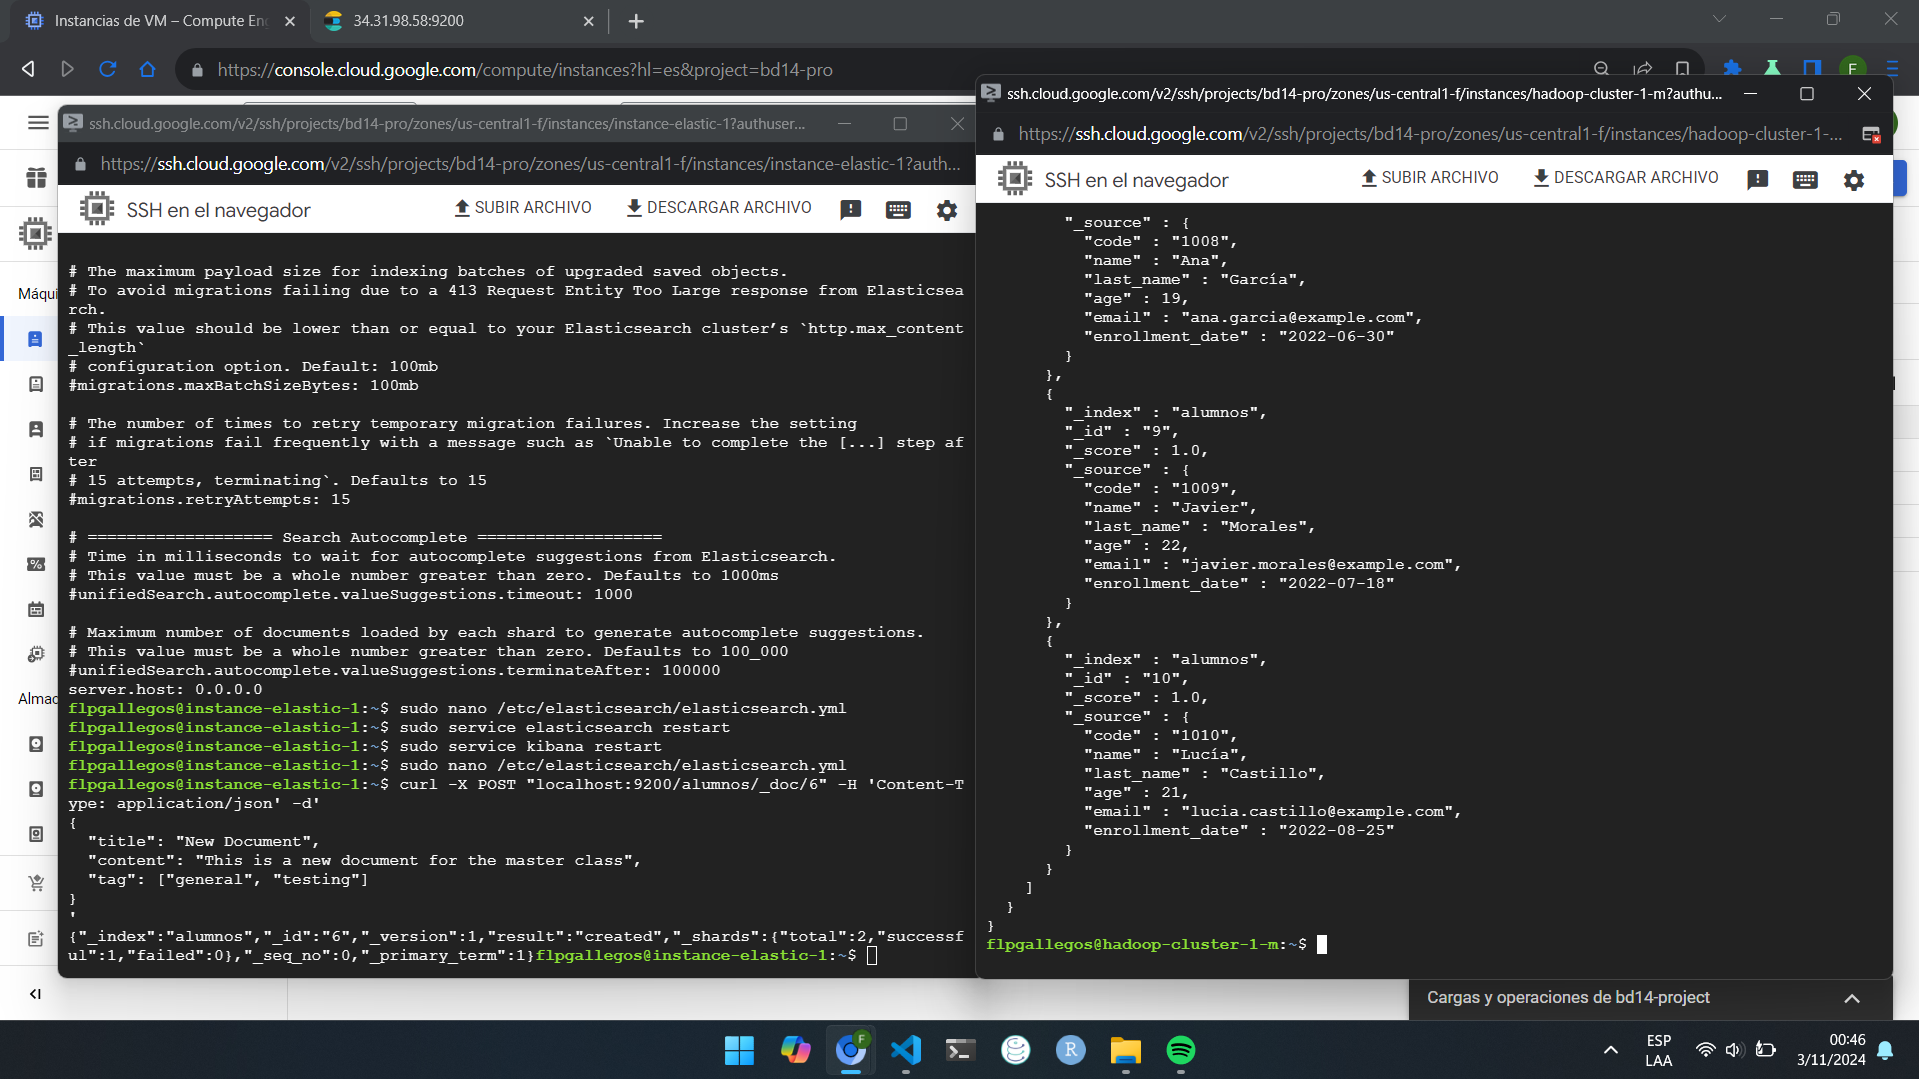 Instancias de VM – Compute Eng
34.31.98.58:9200
https://console.cloud.google.com/compute/instances?hl=es&project=bd14-pro
F
Máqui
Almac
ssh.cloud.google.com/v2/ssh/projects/bd14-pro/zones/us-central1-f/instances/instance-elastic-1?authuser...
https://ssh.cloud.google.com/v2/ssh/projects/bd14-pro/zones/us-central1-f/instances/instance-elastic-1?auth...
SSH en el navegador
SUBIR ARCHIVO
DESCARGAR ARCHIVO
# The maximum payload size for indexing batches of upgraded saved objects.
# To avoid migrations failing due to a 413 Request Entity Too Large response from Elasticsea
rch.
# This value should be lower than or equal to your Elasticsearch cluster’s `http.max_content
_length`
# configuration option. Default: 100mb
#migrations.maxBatchSizeBytes: 100mb
# The number of times to retry temporary migration failures. Increase the setting
# if migrations fail frequently with a message such as `Unable to complete the [...] step af
ter
# 15 attempts, terminating`. Defaults to 15
#migrations.retryAttempts: 15
# =================== Search Autocomplete ===================
# Time in milliseconds to wait for autocomplete suggestions from Elasticsearch.
# This value must be a whole number greater than zero. Defaults to 1000ms
#unifiedSearch.autocomplete.valueSuggestions.timeout: 1000
# Maximum number of documents loaded by each shard to generate autocomplete suggestions.
# This value must be a whole number greater than zero. Defaults to 100_000
#unifiedSearch.autocomplete.valueSuggestions.terminateAfter: 100000
server.host: 0.0.0.0
flpgallegos@instance-elastic-1:~$ sudo nano /etc/elasticsearch/elasticsearch.yml
flpgallegos@instance-elastic-1:~$ sudo service elasticsearch restart
flpgallegos@instance-elastic-1:~$ sudo service kibana restart
flpgallegos@instance-elastic-1:~$ sudo nano /etc/elasticsearch/elasticsearch.yml
flpgallegos@instance-elastic-1:~$ curl -X POST "localhost:9200/alumnos/_doc/6" -H 'Content-T
ype: application/json' -d'
{
"title": "New Document",
"content": "This is a new document for the master class",
"tag": ["general", "testing"]
}
'
{"_index":"alumnos","_id":"6","_version":1,"result":"created","_shards":{"total":2,"successf
ul":1,"failed":0},"_seq_no":0,"_primary_term":1}flpgallegos@instance-elastic-1:~$
ssh.cloud.google.com/v2/ssh/projects/bd14-pro/zones/us-central1-f/instances/hadoop-cluster-1-m?authu...
https://ssh.cloud.google.com/v2/ssh/projects/bd14-pro/zones/us-central1-f/instances/hadoop-cluster-1-...
SSH en el navegador
SUBIR ARCHIVO
DESCARGAR ARCHIVO
"_source" : {
"code" : "1008",
"name" : "Ana",
"last_name" : "García",
"age" : 19,
"email" : "ana.garcia@example.com",
"enrollment_date" : "2022-06-30"
}
},
{
"_index" : "alumnos",
"_id" : "9",
"_score" : 1.0,
"_source" : {
"code" : "1009",
"name" : "Javier",
"last_name" : "Morales",
"age" : 22,
"email" : "javier.morales@example.com",
"enrollment_date" : "2022-07-18"
}
},
{
"_index" : "alumnos",
"_id" : "10",
"_score" : 1.0,
"_source" : {
"code" : "1010",
"name" : "Lucía",
"last_name" : "Castillo",
"age" : 21,
"email" : "lucia.castillo@example.com",
"enrollment_date" : "2022-08-25"
}
}
]
}
}
flpgallegos@hadoop-cluster-1-m:~$
Cargas y operaciones de bd14-project
F
R
ESP
LAA
00:46
3/11/2024